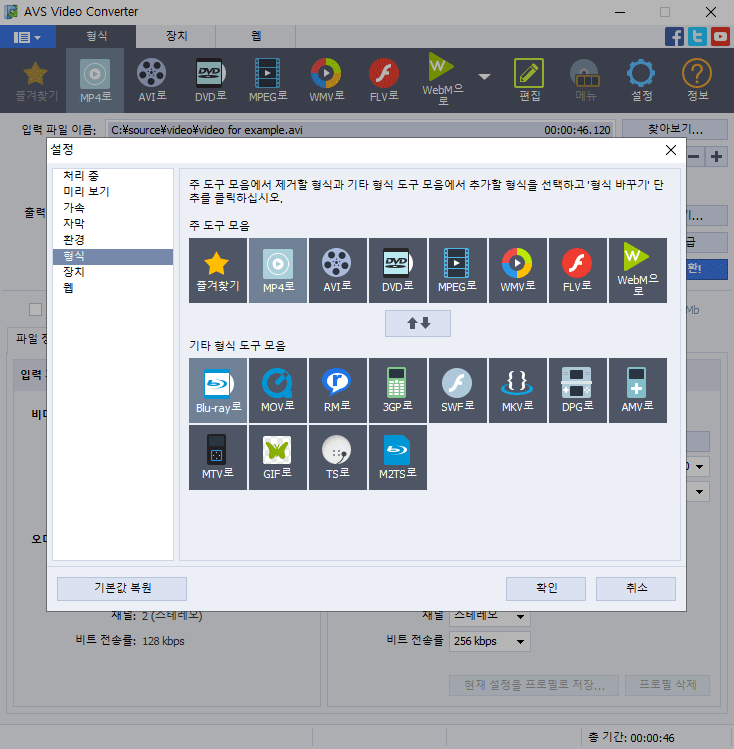 AVS Video Converter
형식 장치 웹
즐겨찾기 MP4로 AVI로 DVD로 MPEG로 WMV로 FLV로 WebM으로 편집 메뉴 설정 정보
입력 파일 이름: C:\source\video\video for example.avi 00:00:46.120 찾아보기...
설정
처리 중
미리 보기
가속
자막
환경
형식
장치
웹
주 도구 모음에서 제거할 형식과 기타 형식 도구 모음에서 추가할 형식을 선택하고 '형식 바꾸기' 단
추를 클릭하십시오.
주 도구 모음
즐겨찾기 MP4로 AVI로 DVD로 MPEG로 WMV로 FLV로 WebM으로
기타 형식 도구 모음
Blu-ray로 MOV로 RM로 3GP로 SWF로 MKV로 DPG로 AMV로
MTV로 GIF로 TS로 M2TS로
기본값 복원 확인 취소
채널: 2 (스테레오) 채널 스테레오
비트 전송률: 128 kbps 비트 전송률 256 kbps
현재 설정을 프로필로 저장... 프로필 삭제
총 기간: 00:00:46